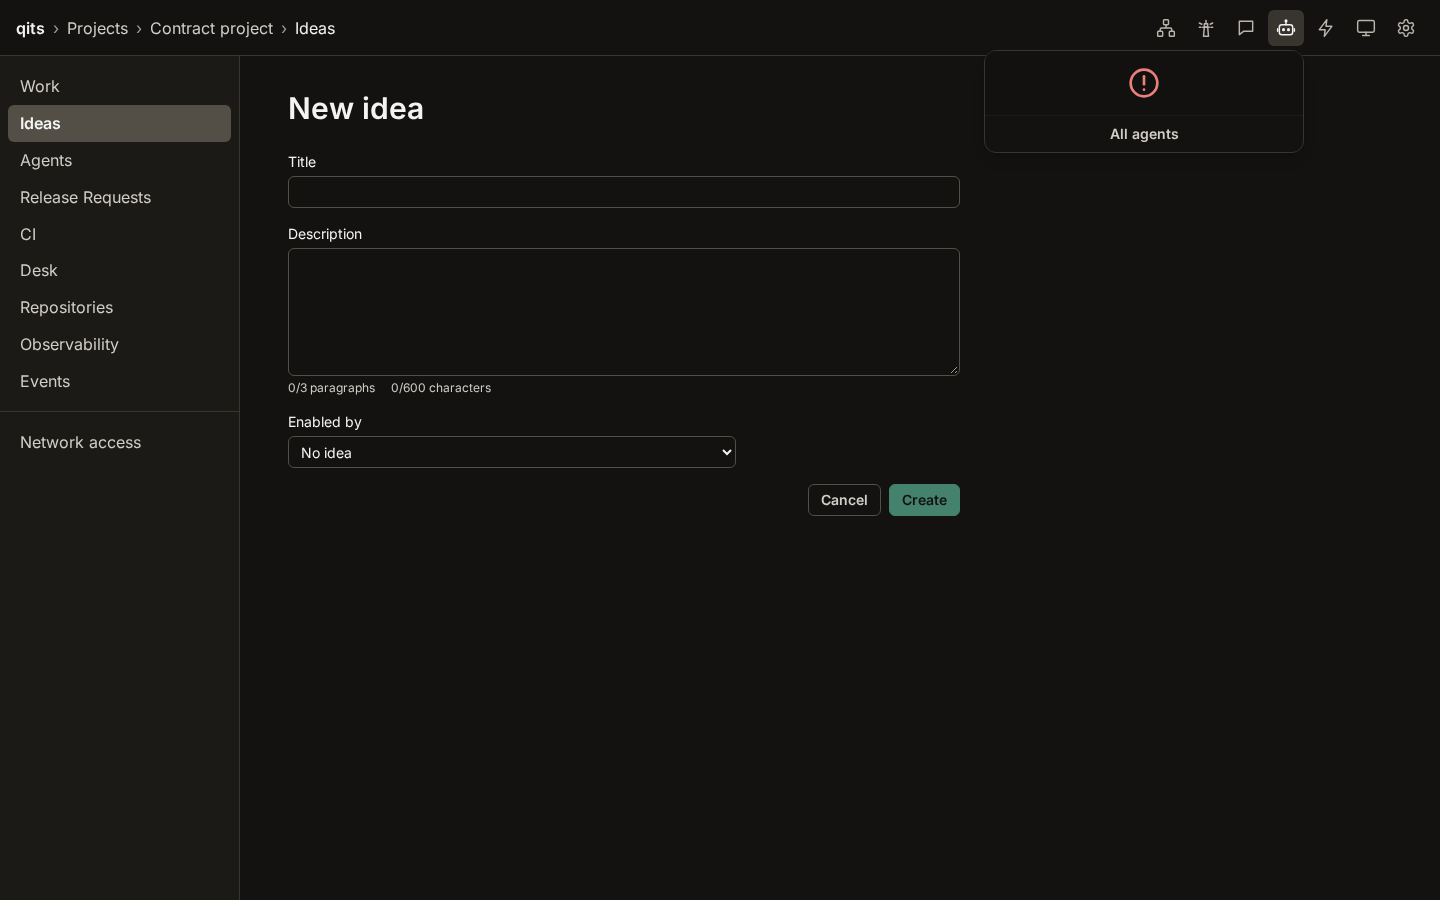 qits › Projects › Contract project › Ideas
Work
Ideas
Agents
Release Requests
CI
Desk
Repositories
Observability
Events
Network access
New idea
Title
Description
0/3 paragraphs 0/600 characters
Enabled by
No idea
Cancel Create
All agents